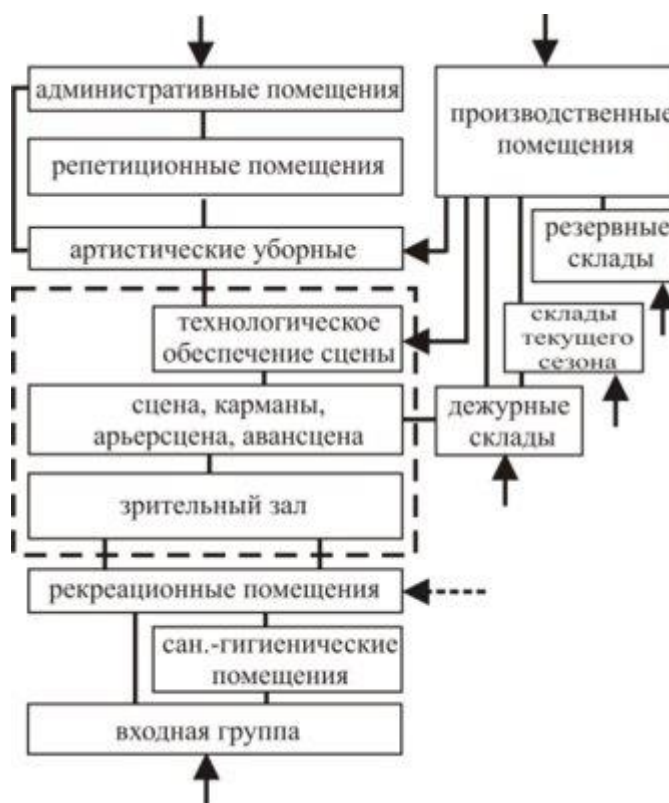 административные помещения
производственные
помещения
репетиционные помещения
артистические уборные
резервные
склады
технологическое
обеспечение сцены
склады
текущего
сезона
сцена, карманы,
арьерсцена, авансцена
дежурные
склады
зрительный зал
рекреационные помещения
сан.-гигиенические
помещения
входная группа